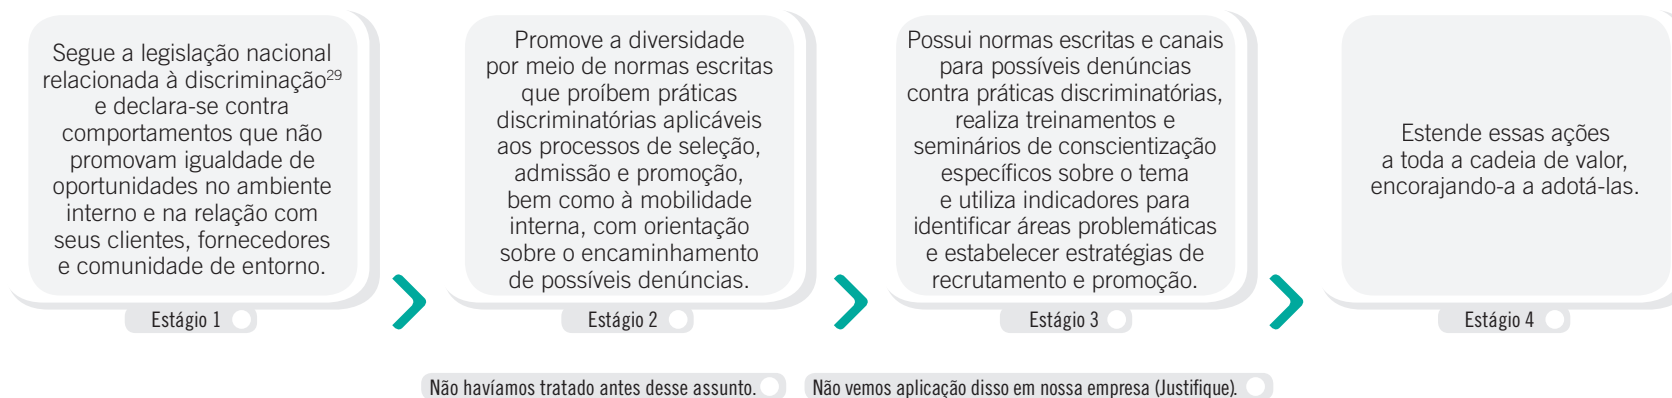 Segue a legislação nacional
relacionada à discriminação²⁹
e declara-se contra
comportamentos que não
promovam igualdade de
oportunidades no ambiente
interno e na relação com
seus clientes, fornecedores
e comunidade de entorno.
Estágio 1
Promove a diversidade
por meio de normas escritas
que proíbem práticas
discriminatórias aplicáveis
aos processos de seleção,
admissão e promoção,
bem como à mobilidade
interna, com orientação
sobre o encaminhamento
de possíveis denúncias.
Estágio 2
Possui normas escritas e canais
para possíveis denúncias
contra práticas discriminatórias,
realiza treinamentos e
seminários de conscientização
específicos sobre o tema
e utiliza indicadores para
identificar áreas problemáticas
e estabelecer estratégias de
recrutamento e promoção.
Estágio 3
Estende essas ações
a toda a cadeia de valor,
encorajando-a a adotá-las.
Estágio 4
Não havíamos tratado antes desse assunto.
Não vemos aplicação disso em nossa empresa (Justifique).